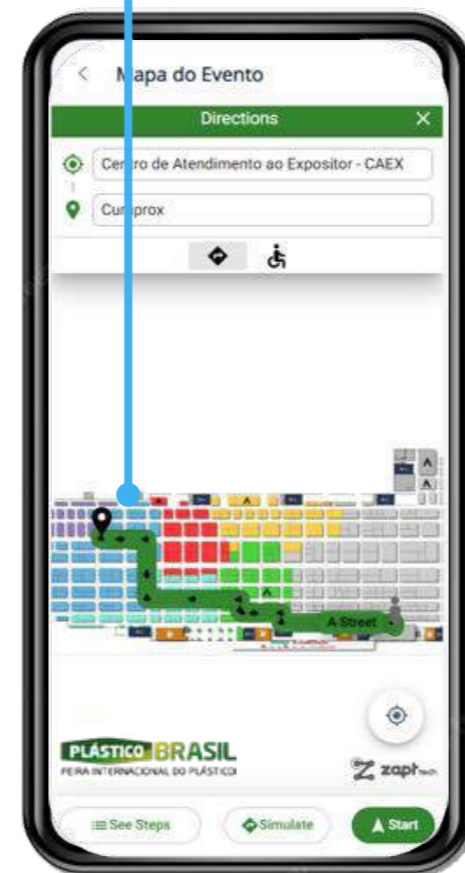 Mapa do Evento
Directions
Centro de Atendimento ao Expositor - CAEX
Cumprox
A Street
PLÁSTICO BRASIL
FEIRA INTERNACIONAL DO PLÁSTICO
zapt tech
See Steps
Simulate
Start